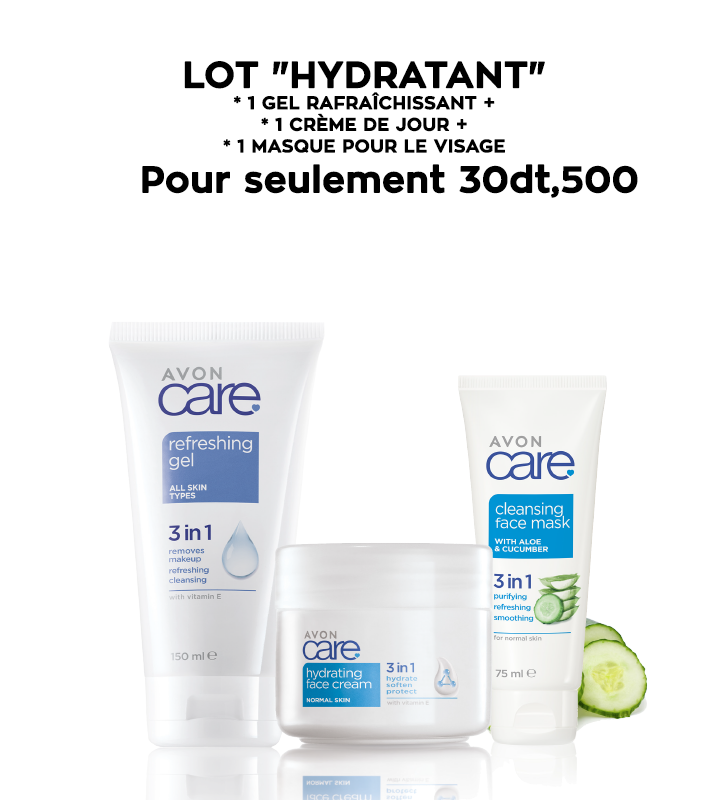 LOT "HYDRATANT"
* 1 GEL RAFRAÎCHISSANT +
* 1 CRÈME DE JOUR +
* 1 MASQUE POUR LE VISAGE
Pour seulement 30dt,500
AVON
care
refreshing
gel
ALL SKIN
TYPES
3 in 1
removes
makeup
refreshing
cleansing
with vitamin E
150 ml ℮
AVON
care
hydrating
face cream
NORMAL SKIN
3 in 1
hydrate
soften
protect
with vitamin E
AVON
care
cleansing
face mask
WITH ALOE
& CUCUMBER
3 in 1
purifying
refreshing
smoothing
for normal skin
75 ml ℮